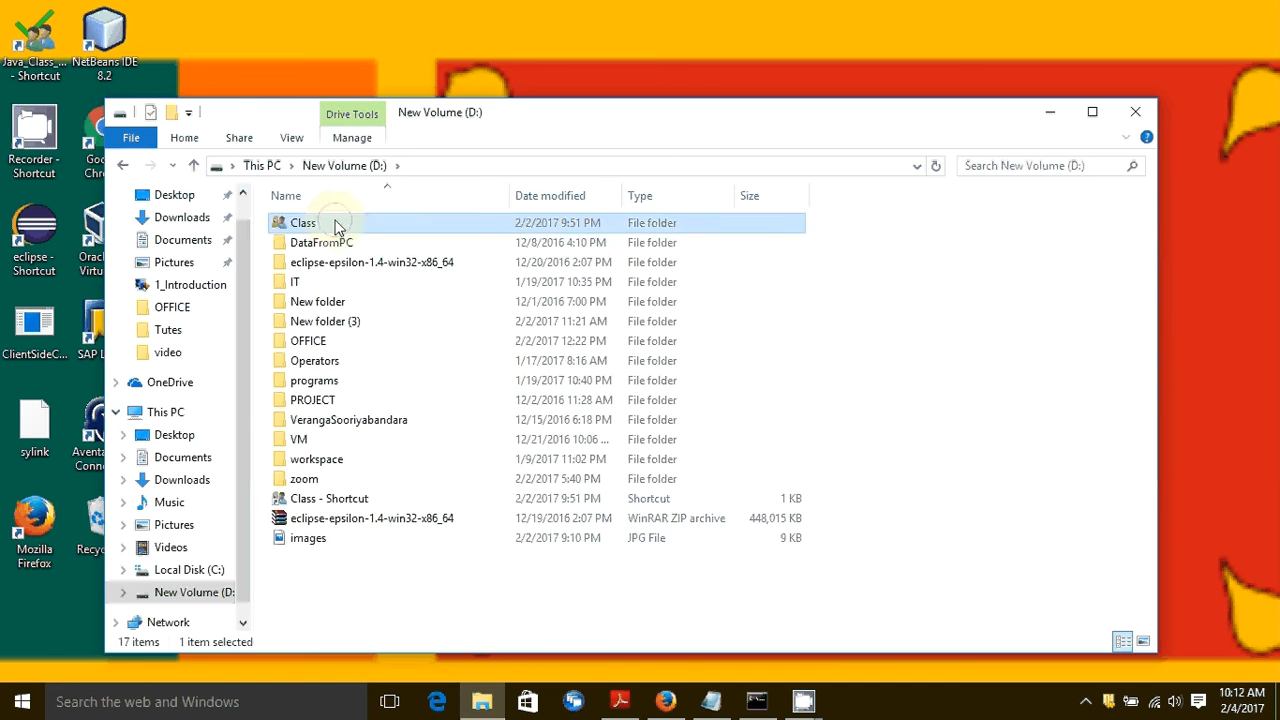 Java_Class_...
- Shortcut
NetBeans IDE
8.2
Recorder -
Shortcut
Goo
Chr
eclipse -
Shortcut
Orac
Virtu
ClientSideC...
SAP L
sylink
Aventa
Conne
Mozilla
Firefox
Recyc
Drive Tools
New Volume (D:)
File
Home
Share
View
Manage
This PC
New Volume (D:)
Search New Volume (D:)
Desktop
Downloads
Documents
Pictures
1_Introduction
OFFICE
Tutes
video
OneDrive
This PC
Desktop
Documents
Downloads
Music
Pictures
Videos
Local Disk (C:)
New Volume (D:
Network
Name Date modified Type Size
Class 2/2/2017 9:51 PM File folder
DataFromPC 12/8/2016 4:10 PM File folder
eclipse-epsilon-1.4-win32-x86_64 12/20/2016 2:07 PM File folder
IT 1/19/2017 10:35 PM File folder
New folder 12/1/2016 7:00 PM File folder
New folder (3) 2/2/2017 11:21 AM File folder
OFFICE 2/2/2017 12:22 PM File folder
Operators 1/17/2017 8:16 AM File folder
programs 1/19/2017 10:40 PM File folder
PROJECT 12/2/2016 11:28 AM File folder
VerangaSooriyabandara 12/15/2016 6:18 PM File folder
VM 12/21/2016 10:06 ... File folder
workspace 1/9/2017 11:02 PM File folder
zoom 2/2/2017 5:40 PM File folder
Class - Shortcut 2/2/2017 9:51 PM Shortcut 1 KB
eclipse-epsilon-1.4-win32-x86_64 12/19/2016 2:07 PM WinRAR ZIP archive 448,015 KB
images 2/2/2017 9:10 PM JPG File 9 KB
17 items 1 item selected
Search the web and Windows
10:12 AM
2/4/2017